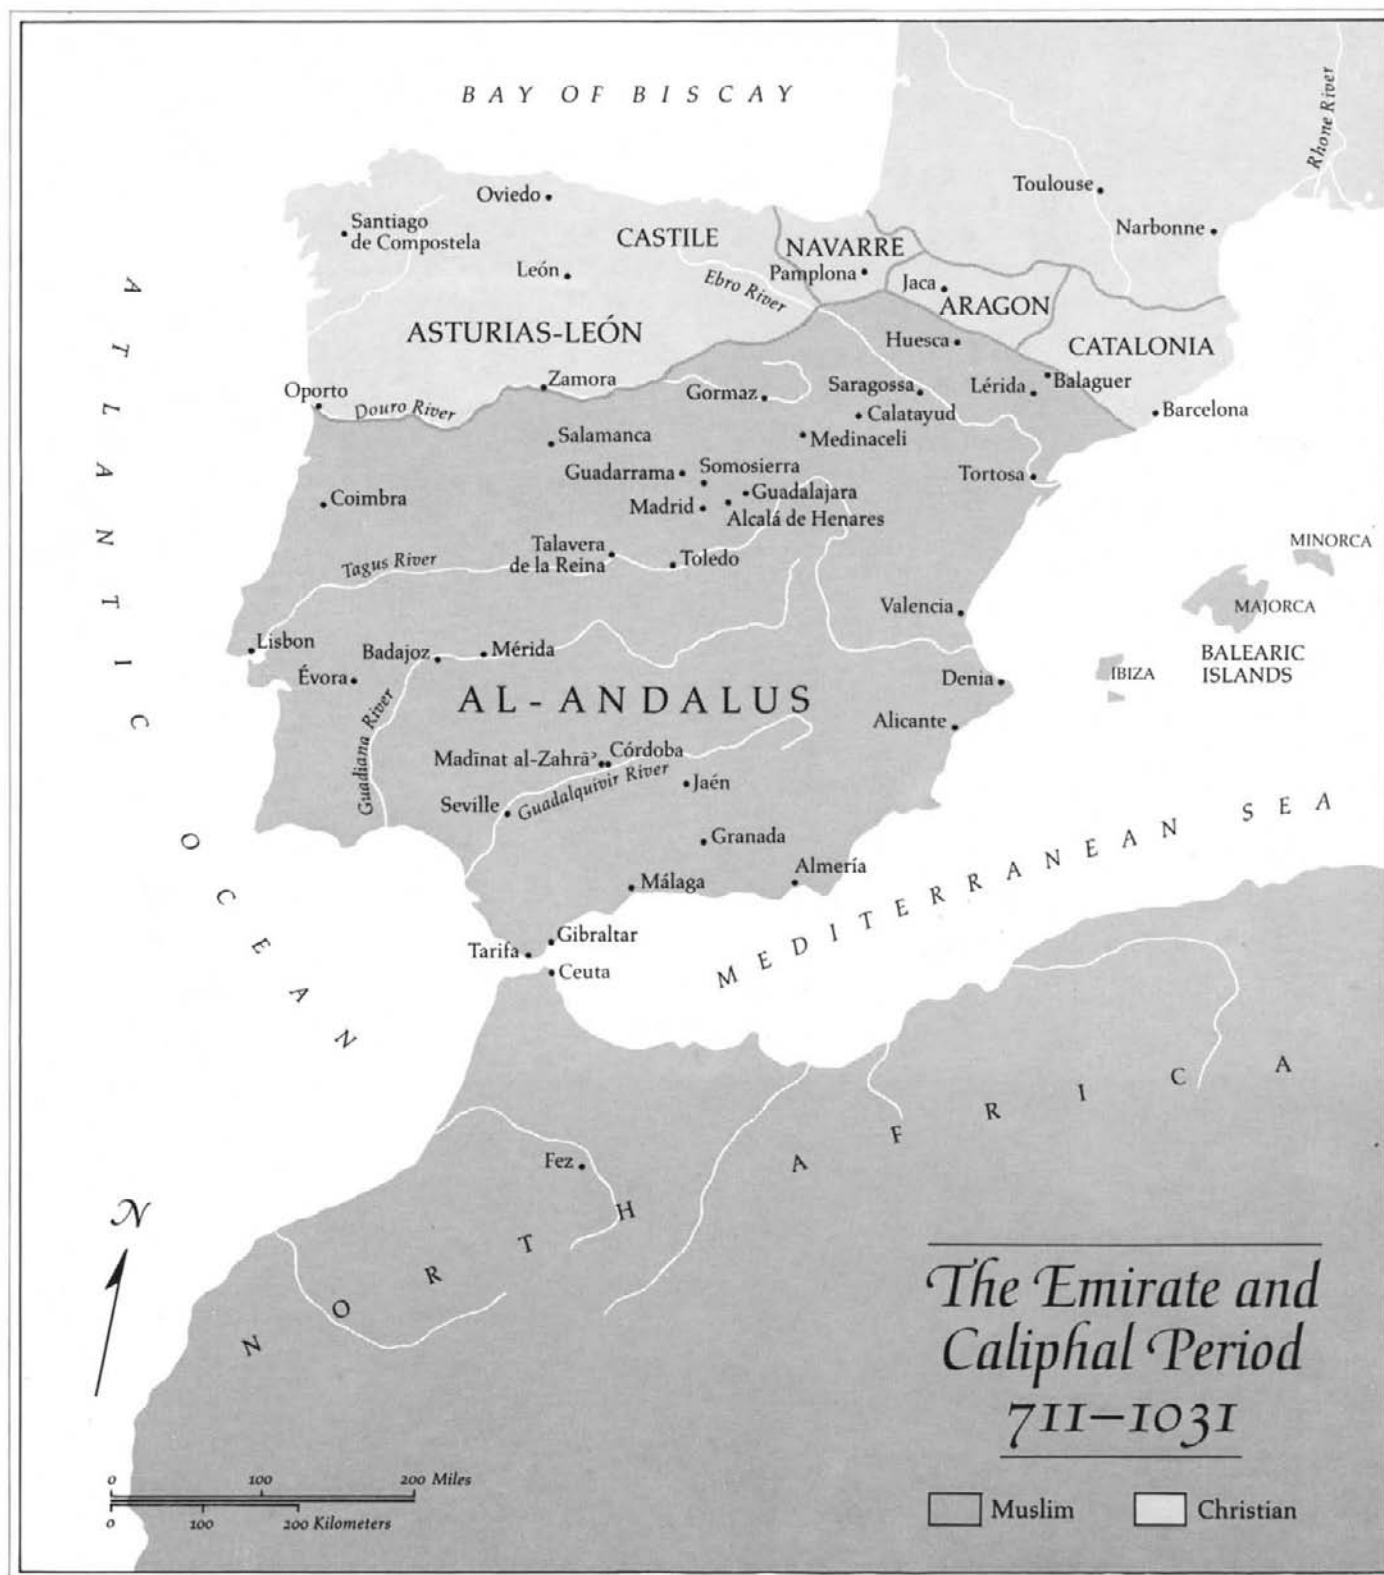 BAY OF BISCAY
Rhone River
Toulouse
Narbonne
Oviedo
Santiago
de Compostela
CASTILE
NAVARRE
Pamplona
León
Ebro River
Jaca
ARAGON
ASTURIAS-LEÓN
Huesca
CATALONIA
Oporto
Douro River
Zamora
Gormaz
Saragossa
Lérida
Balaguer
Calatayud
Barcelona
Salamanca
Medinaceli
Guadarrama
Somosierra
Tortosa
Coimbra
Madrid
Guadalajara
Alcalá de Henares
Tagus River
Talavera
de la Reina
Toledo
MINORCA
MAJORCA
Valencia
Lisbon
Badajoz
Mérida
BALEARIC
ISLANDS
IBIZA
Évora
Denia
Guadiana River
AL-ANDALUS
Alicante
Madīnat al-Zahrāʾ
Córdoba
Guadalquivir River
Jaén
Seville
Granada
Málaga
Almería
Gibraltar
Tarifa
Ceuta
ATLANTIC OCEAN
MEDITERRANEAN SEA
Fez
NORTH AFRICA
N
The Emirate and
Caliphal Period
711–1031
Muslim
Christian
0 100 200 Miles
0 100 200 Kilometers